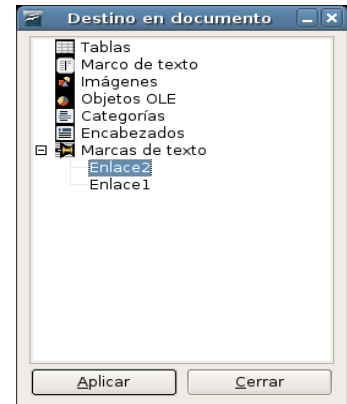 Destino en documento
Tablas
Marco de texto
Imágenes
Objetos OLE
Categorías
Encabezados
Marcas de texto
Enlace2
Enlace1
Aplicar
Cerrar